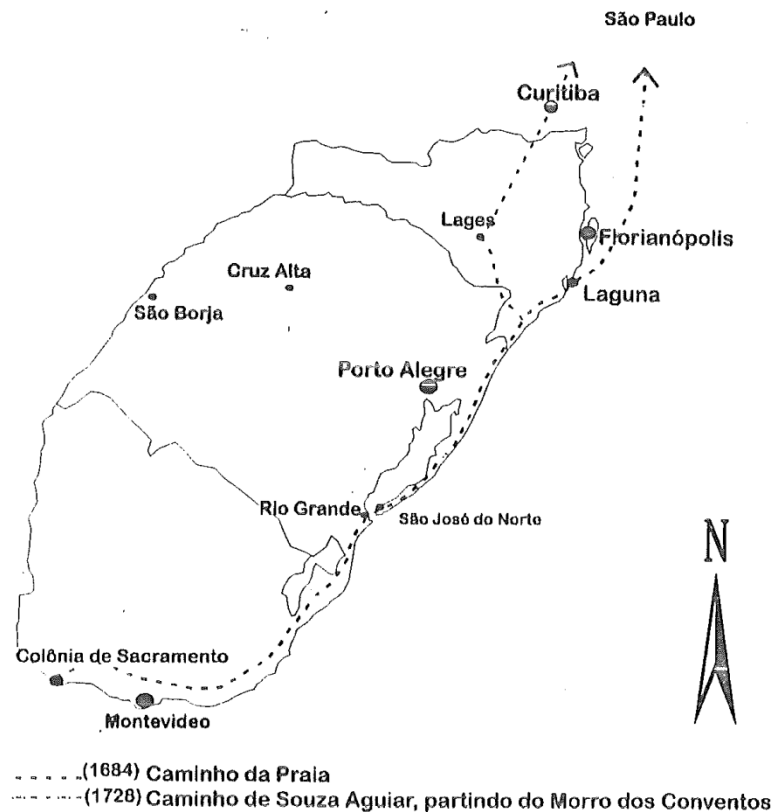 São Paulo
Curitiba
Lages
Florianópolis
Cruz Alta
São Borja
Laguna
Porto Alegre
Rio Grande
São José do Norte
N
Colônia de Sacramento
Montevideo
(1684) Caminho da Praia
(1728) Caminho de Souza Aguiar, partindo do Morro dos Conventos